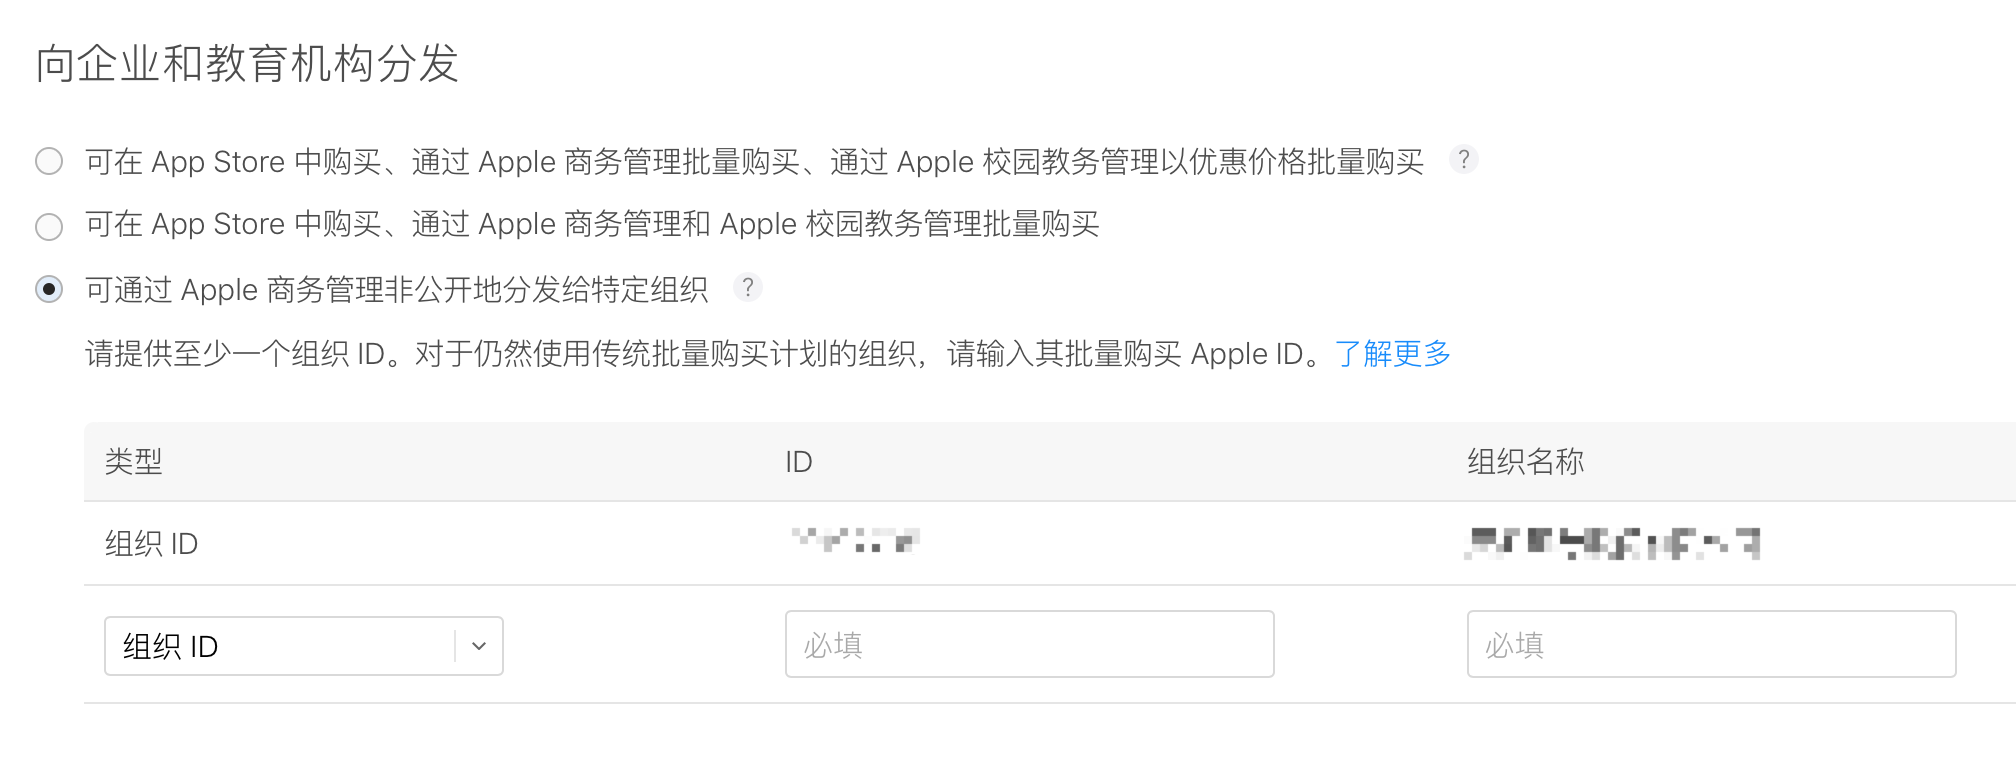 向企业和教育机构分发
可在 App Store 中购买、通过 Apple 商务管理批量购买、通过 Apple 校园教务管理以优惠价格批量购买 ?
可在 App Store 中购买、通过 Apple 商务管理和 Apple 校园教务管理批量购买
可通过 Apple 商务管理非公开地分发给特定组织 ?
请提供至少一个组织 ID。对于仍然使用传统批量购买计划的组织，请输入其批量购买 Apple ID。了解更多
类型 ID 组织名称
组织 ID
组织 ID 必填 必填